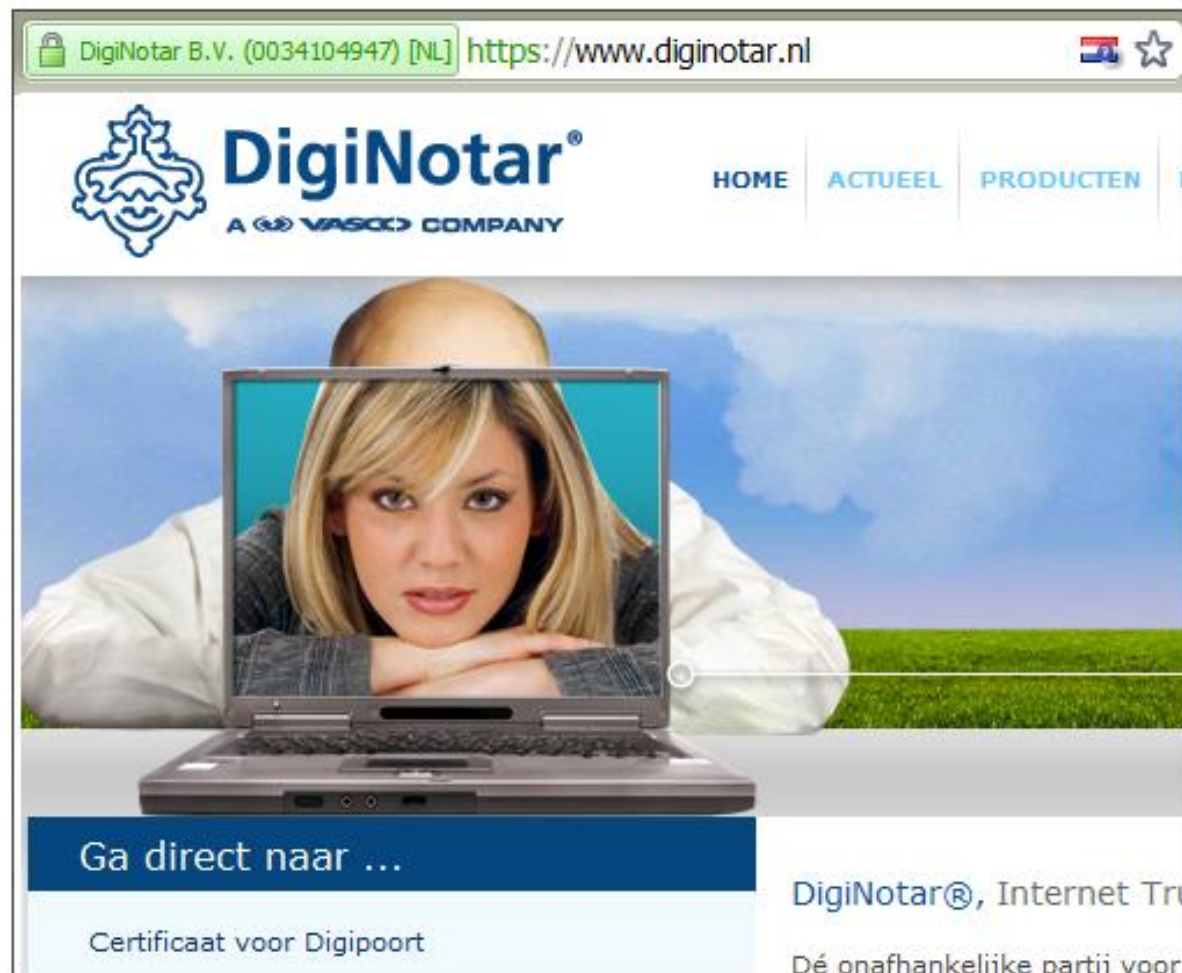 DigiNotar B.V. (0034104947) [NL] https://www.diginotar.nl
DigiNotar®
A VASCO COMPANY
HOME ACTUEEL PRODUCTEN
Ga direct naar ...
Certificaat voor Digipoort
DigiNotar®, Internet
Dé onafhankelijke partij voor